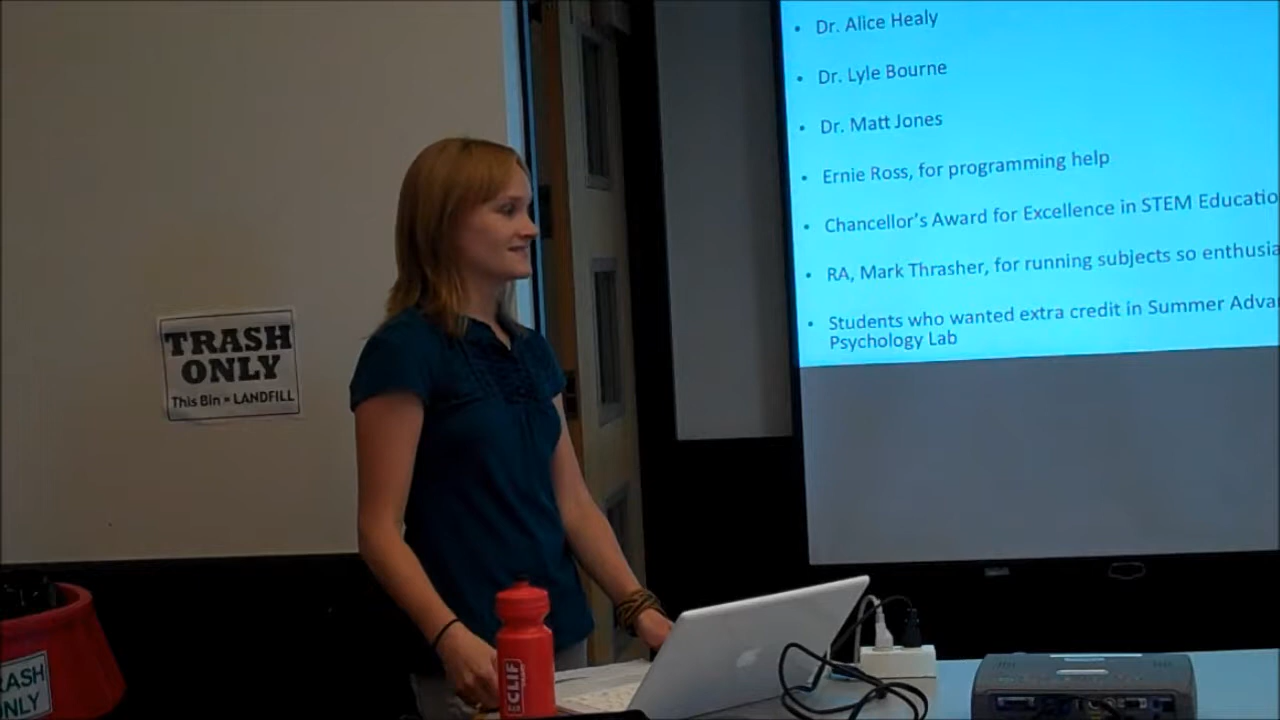 • Dr. Alice Healy
• Dr. Lyle Bourne
• Dr. Matt Jones
• Ernie Ross, for programming help
• Chancellor's Award for Excellence in STEM Educatio
• RA, Mark Thrasher, for running subjects so enthusia
• Students who wanted extra credit in Summer Adva
Psychology Lab
TRASH
ONLY
This Bin = LANDFILL
CLIF
RASH
ONLY